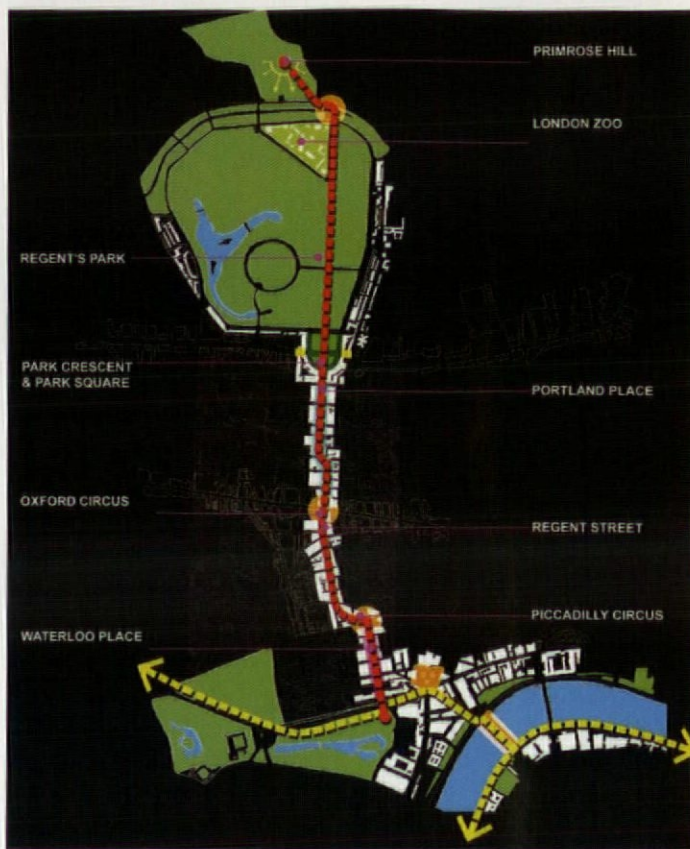 PRIMROSE HILL
LONDON ZOO
REGENT'S PARK
PARK CRESCENT
& PARK SQUARE
PORTLAND PLACE
OXFORD CIRCUS
REGENT STREET
PICCADILLY CIRCUS
WATERLOO PLACE